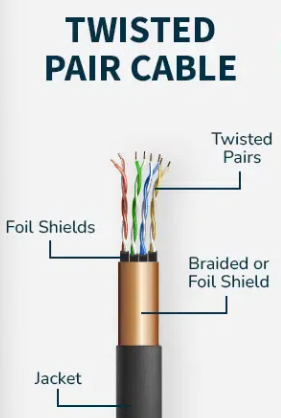 TWISTED
PAIR CABLE
Twisted
Pairs
Foil Shields
Braided or
Foil Shield
Jacket